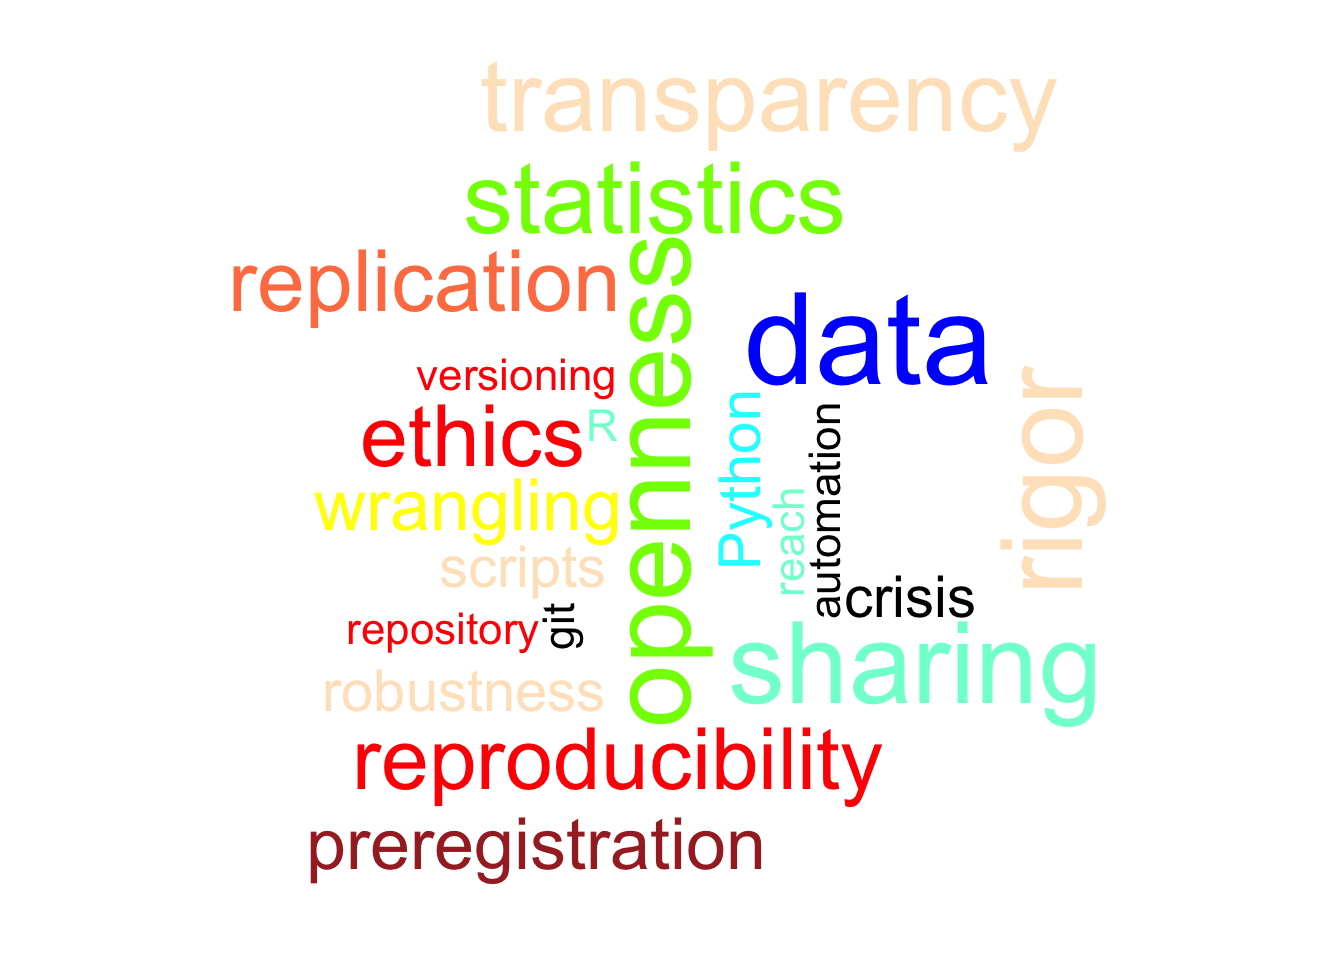 transparency
statistics
replication
openness
data
versioning
rigor
ethics
R
Python
automation
wrangling
reach
scripts
crisis
repository
git
sharing
robustness
reproducibility
preregistration